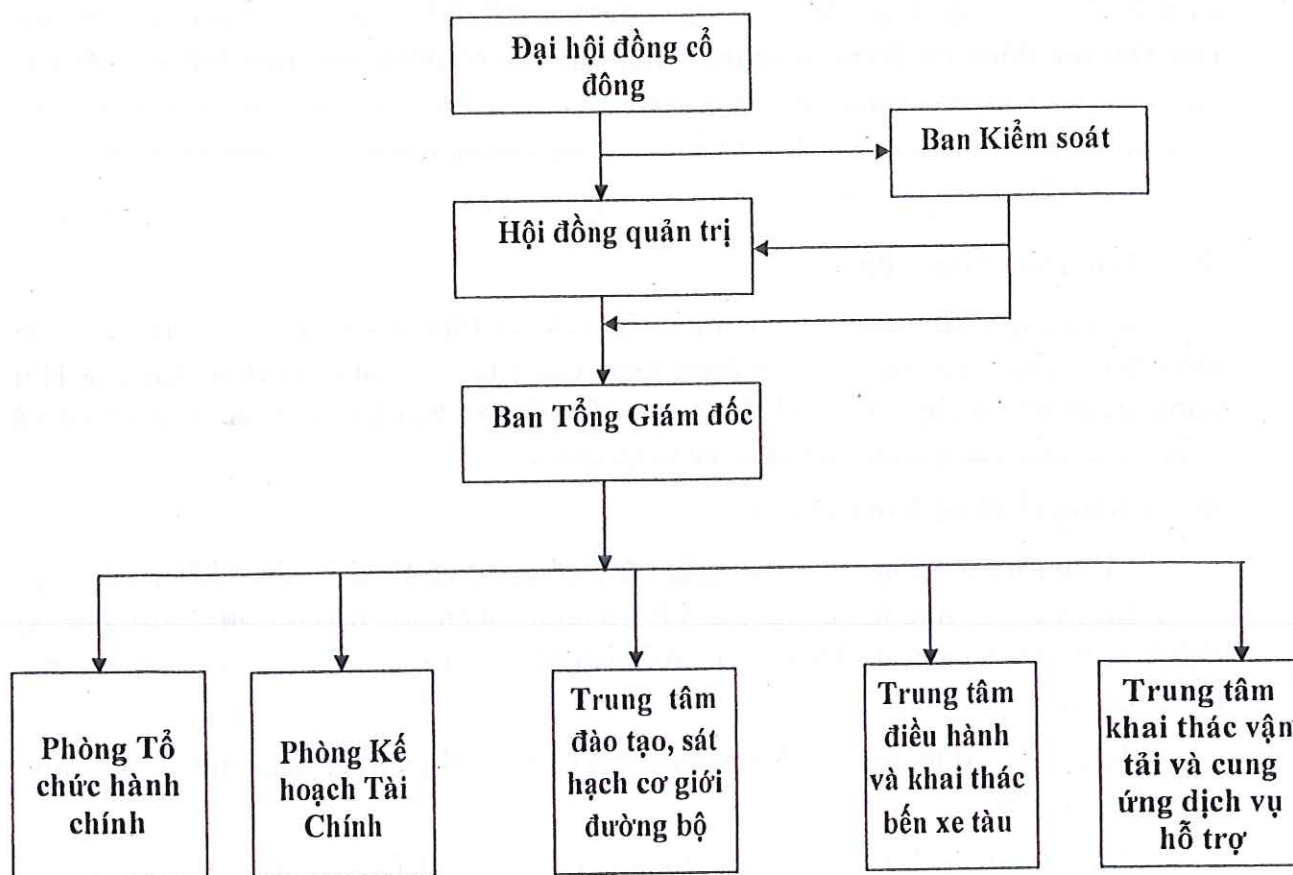 Đại hội đồng cổ
đông
Ban Kiểm soát
Hội đồng quản trị
Ban Tổng Giám đốc
Phòng Tổ
chức hành
chính
Phòng Kế
hoạch Tài
Chính
Trung tâm
đào tạo, sát
hạch cơ giới
đường bộ
Trung tâm
điều hành
và khai thác
bến xe tàu
Trung tâm
khai thác vận
tải và cung
ứng dịch vụ
hỗ trợ